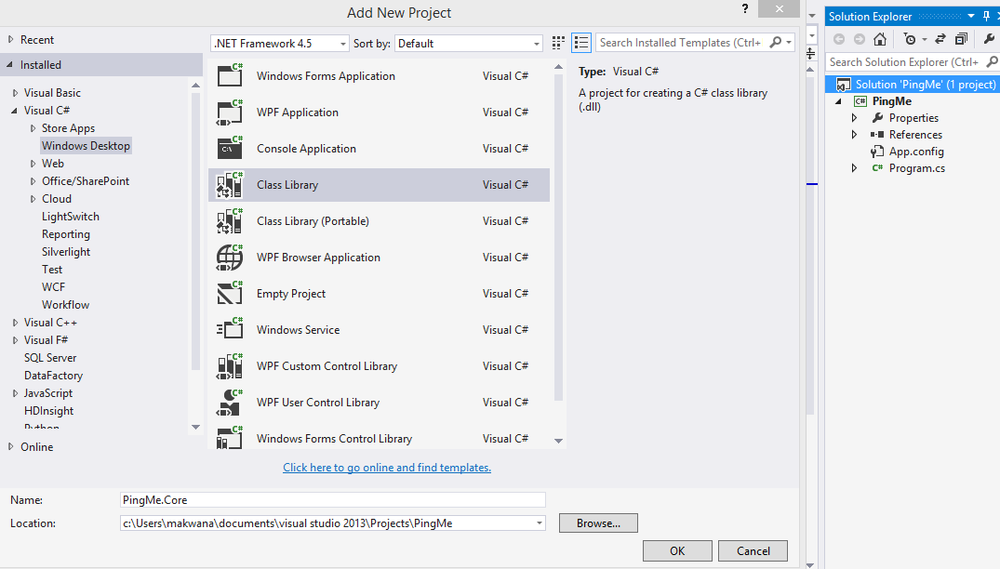 Add New Project
?
Recent
Installed
Visual Basic
Visual C#
Store Apps
Windows Desktop
Web
Office/SharePoint
Cloud
LightSwitch
Reporting
Silverlight
Test
WCF
Workflow
Visual C++
Visual F#
SQL Server
DataFactory
JavaScript
HDInsight
Python
Online
.NET Framework 4.5 Sort by: Default
Search Installed Templates (Ctrl+
Windows Forms Application Visual C#
WPF Application Visual C#
Console Application Visual C#
Class Library Visual C#
Class Library (Portable) Visual C#
WPF Browser Application Visual C#
Empty Project Visual C#
Windows Service Visual C#
WPF Custom Control Library Visual C#
WPF User Control Library Visual C#
Windows Forms Control Library Visual C#
Click here to go online and find templates.
Type: Visual C#
A project for creating a C# class library
(.dll)
Name: PingMe.Core
Location: c:\Users\makwana\documents\visual studio 2013\Projects\PingMe
Browse...
OK Cancel
Solution Explorer
Search Solution Explorer (Ctrl+
Solution 'PingMe' (1 project)
C# PingMe
Properties
References
App.config
C# Program.cs